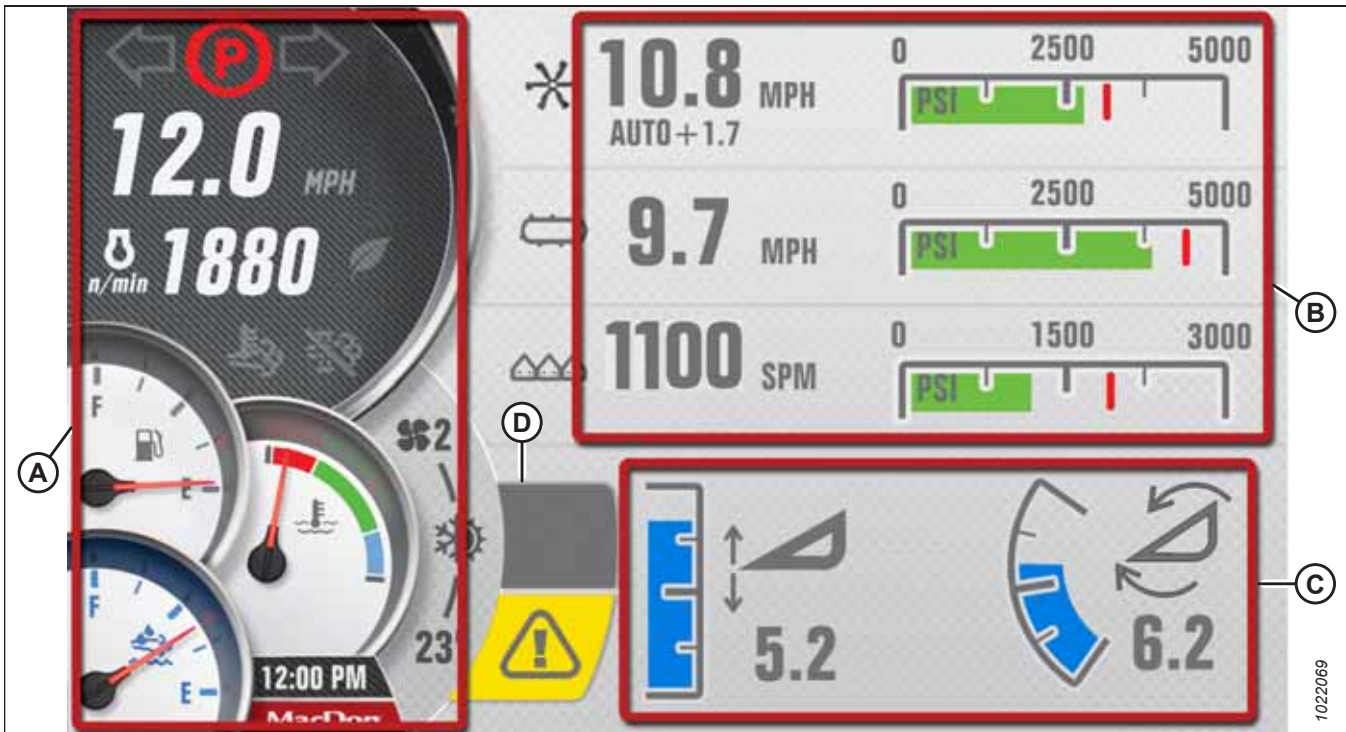 P
12.0 MPH
n/min 1880
F
E
F
E
2
23
12:00 PM
MacDon
10.8 MPH
AUTO+1.7
0 2500 5000
PSI
9.7 MPH
0 2500 5000
PSI
1100 SPM
0 1500 3000
PSI
5.2
6.2
A
B
C
D
1022069